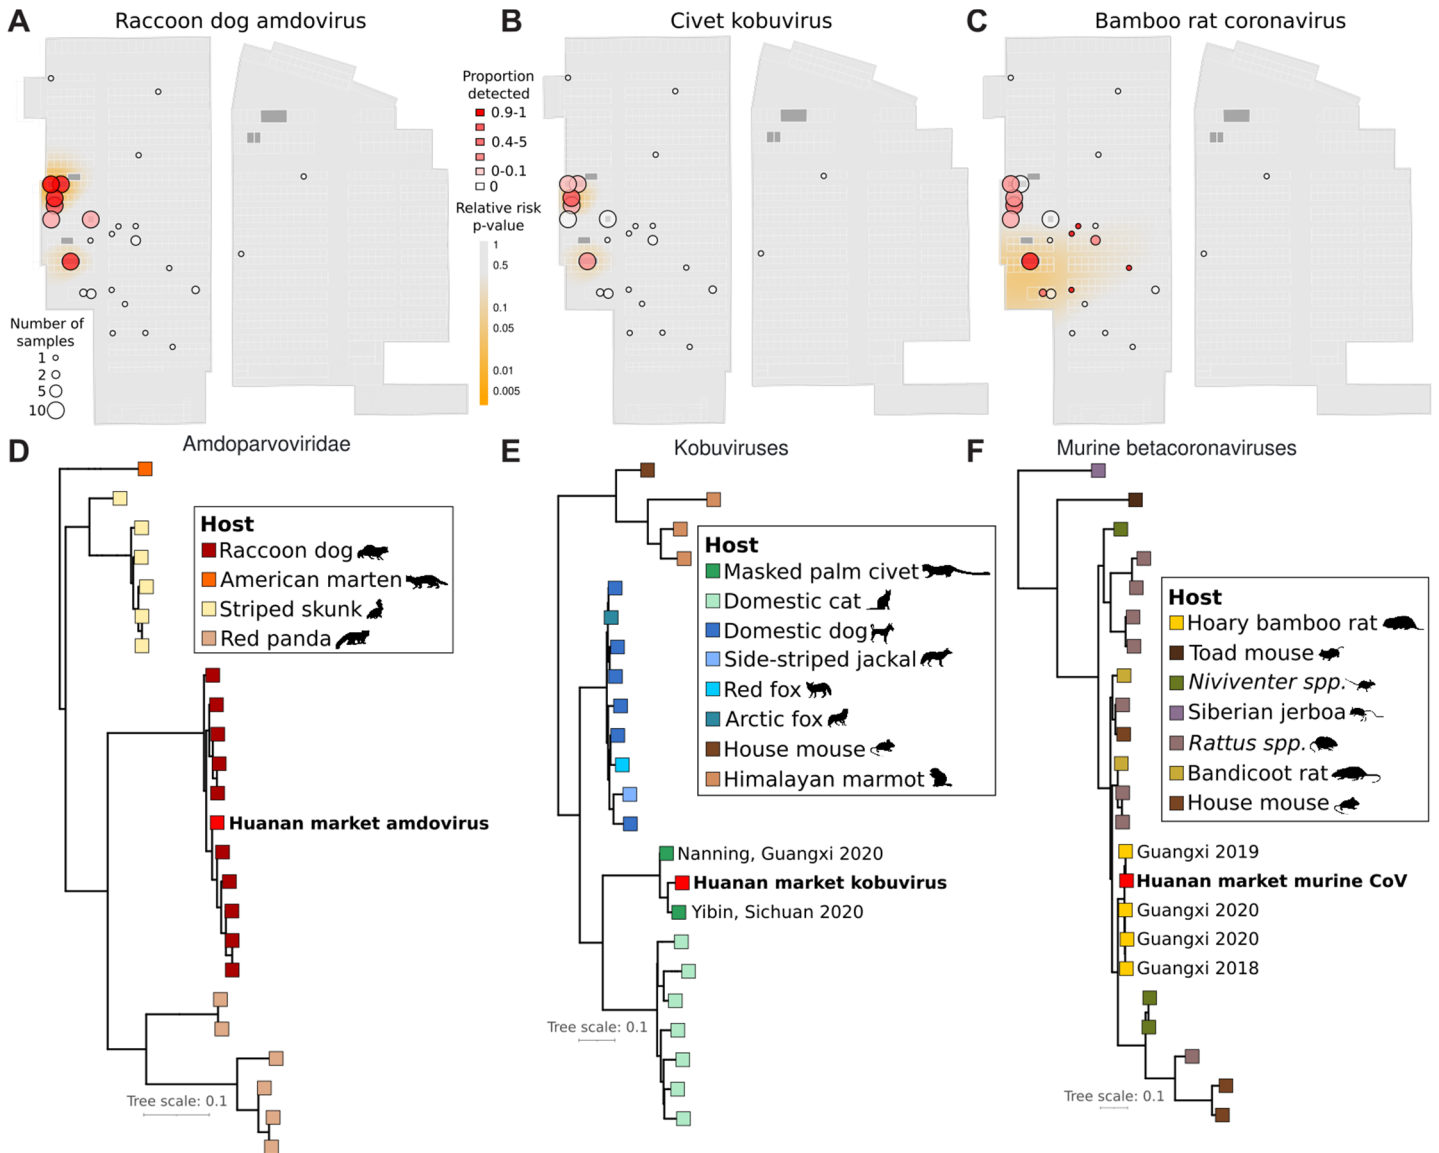 A
Raccoon dog amdovirus
B
Civet kobuvirus
C
Bamboo rat coronavirus
Proportion
detected
0.9-1
0.4-5
0-0.1
0
Relative risk
p-value
1
0.5
0.1
0.05
0.01
0.005
Number of
samples
1
2
5
10
D
Amdoparvoviridae
Host
Raccoon dog
American marten
Striped skunk
Red panda
Huanan market amdovirus
Tree scale: 0.1
E
Kobuviruses
Host
Masked palm civet
Domestic cat
Domestic dog
Side-striped jackal
Red fox
Arctic fox
House mouse
Himalayan marmot
Nanning, Guangxi 2020
Huanan market kobuvirus
Yibin, Sichuan 2020
Tree scale: 0.1
F
Murine betacoronaviruses
Host
Hoary bamboo rat
Toad mouse
Niviventer spp.
Siberian jerboa
Rattus spp.
Bandicoot rat
House mouse
Guangxi 2019
Huanan market murine CoV
Guangxi 2020
Guangxi 2020
Guangxi 2018
Tree scale: 0.1